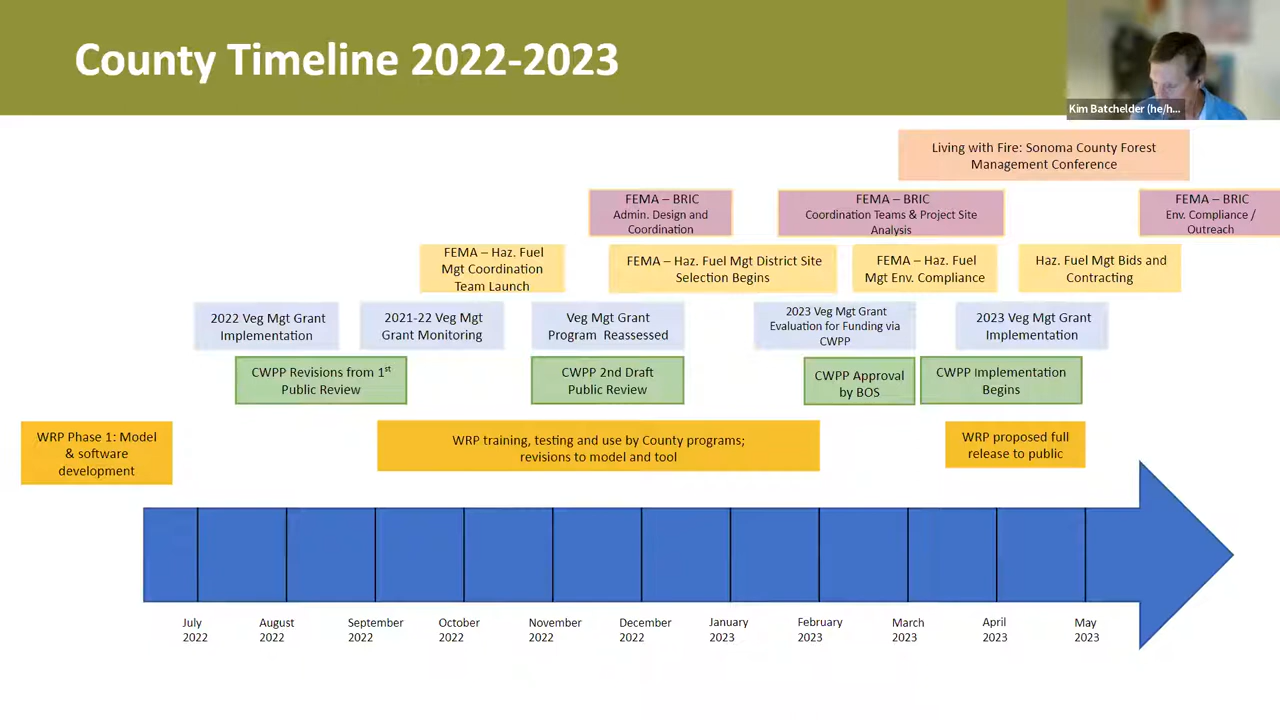 County Timeline 2022-2023
Kim Batchelder (he/h...
Living with Fire: Sonoma County Forest
Management Conference
FEMA – BRIC
Admin. Design and
Coordination
FEMA – BRIC
Coordination Teams & Project Site
Analysis
FEMA – BRIC
Env. Compliance /
Outreach
FEMA – Haz. Fuel
Mgt Coordination
Team Launch
FEMA – Haz. Fuel Mgt District Site
Selection Begins
FEMA – Haz. Fuel
Mgt Env. Compliance
Haz. Fuel Mgt Bids and
Contracting
2022 Veg Mgt Grant
Implementation
2021-22 Veg Mgt
Grant Monitoring
Veg Mgt Grant
Program Reassessed
2023 Veg Mgt Grant
Evaluation for Funding via
CWPP
2023 Veg Mgt Grant
Implementation
CWPP Revisions from 1st
Public Review
CWPP 2nd Draft
Public Review
CWPP Approval
by BOS
CWPP Implementation
Begins
WRP Phase 1: Model
& software
development
WRP training, testing and use by County programs;
revisions to model and tool
WRP proposed full
release to public
July
2022
August
2022
September
2022
October
2022
November
2022
December
2022
January
2023
February
2023
March
2023
April
2023
May
2023